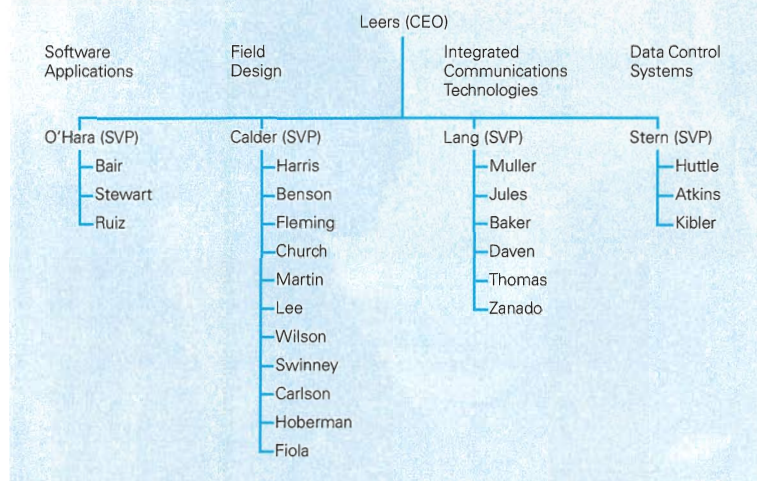 Leers (CEO)
Software
Applications
Field
Design
Integrated
Communications
Technologies
Data Control
Systems
O'Hara (SVP)
Bair
Stewart
Ruiz
Calder (SVP)
Harris
Benson
Fleming
Church
Martin
Lee
Wilson
Swinney
Carlson
Hoberman
Fiola
Lang (SVP)
Muller
Jules
Baker
Daven
Thomas
Zanado
Stern (SVP)
Huttle
Atkins
Kibler